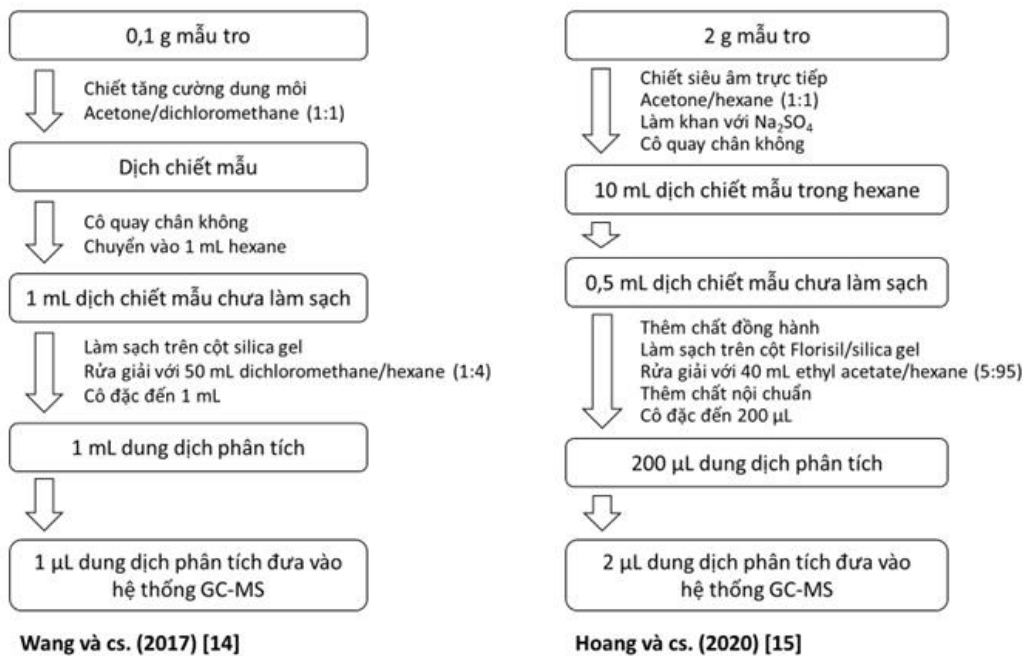 0,1 g mẫu tro
Chiết tăng cường dung môi
Acetone/dichloromethane (1:1)
Dịch chiết mẫu
Cô quay chân không
Chuyển vào 1 mL hexane
1 mL dịch chiết mẫu chưa làm sạch
Làm sạch trên cột silica gel
Rửa giải với 50 mL dichloromethane/hexane (1:4)
Cô đặc đến 1 mL
1 mL dung dịch phân tích
1 µL dung dịch phân tích đưa vào
hệ thống GC-MS
Wang và cs. (2017) [14]
2 g mẫu tro
Chiết siêu âm trực tiếp
Acetone/hexane (1:1)
Làm khan với Na₂SO₄
Cô quay chân không
10 mL dịch chiết mẫu trong hexane
0,5 mL dịch chiết mẫu chưa làm sạch
Thêm chất đồng hành
Làm sạch trên cột Florisil/silica gel
Rửa giải với 40 mL ethyl acetate/hexane (5:95)
Thêm chất nội chuẩn
Cô đặc đến 200 µL
200 µL dung dịch phân tích
2 µL dung dịch phân tích đưa vào
hệ thống GC-MS
Hoang và cs. (2020) [15]